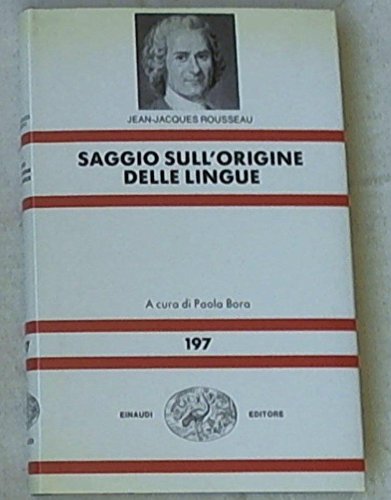 JEAN-JACQUES ROUSSEAU
SAGGIO SULL'ORIGINE
DELLE LINGUE
A cura di Paola Bora
197
EINAUDI
EDITORE